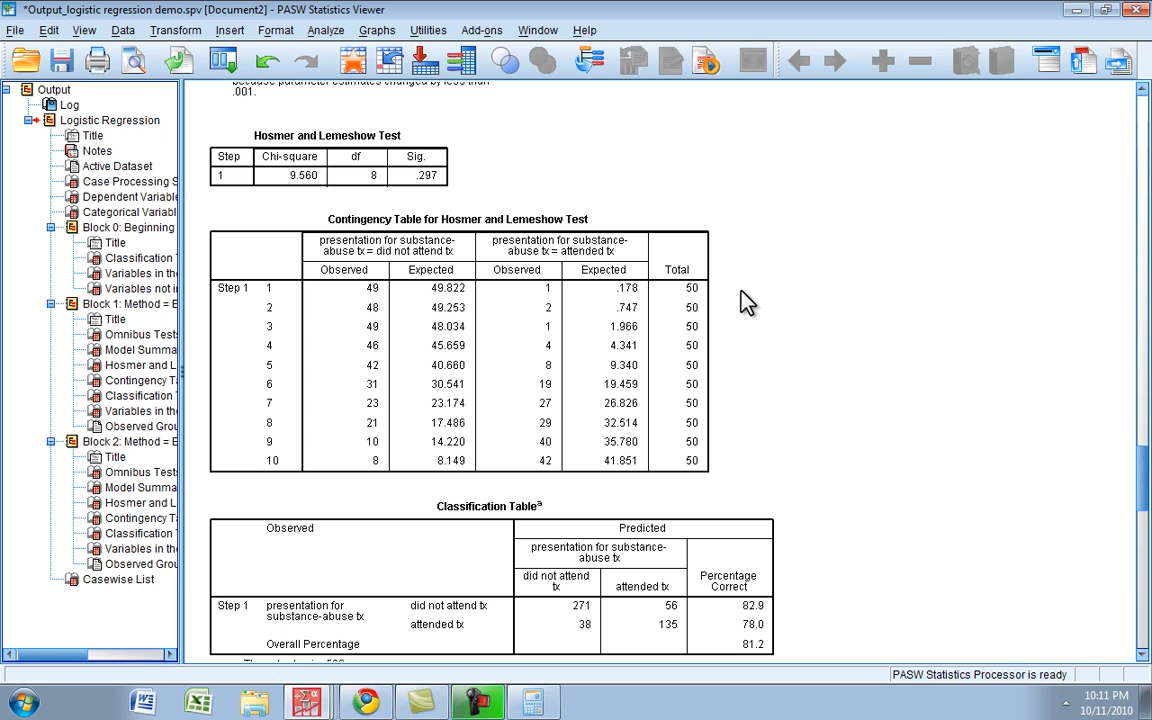 *Output_logistic regression demo.spv [Document2] - PASW Statistics Viewer
File Edit View Data Transform Insert Format Analyze Graphs Utilities Add-ons Window Help
Output
Log
Logistic Regression
Title
Notes
Active Dataset
Case Processing S
Dependent Variabl
Categorical Variabl
Block 0: Beginning
Title
Classification
Variables in the
Variables not i
Block 1: Method = E
Title
Omnibus Tests
Model Summa
Hosmer and L
Contingency T
Classification
Variables in the
Observed Grou
Block 2: Method = E
Title
Omnibus Tests
Model Summa
Hosmer and L
Contingency T
Classification
Variables in the
Observed Grou
Casewise List
because parameter estimates changed by less than
.001.
Hosmer and Lemeshow Test
Step Chi-square df Sig.
1 9.560 8 .297
Contingency Table for Hosmer and Lemeshow Test
presentation for substance- presentation for substance-
abuse tx = did not attend tx abuse tx = attended tx
Observed Expected Observed Expected Total
Step 1 1 49 49.822 1 .178 50
2 48 49.253 2 .747 50
3 49 48.034 1 1.966 50
4 46 45.659 4 4.341 50
5 42 40.660 8 9.340 50
6 31 30.541 19 19.459 50
7 23 23.174 27 26.826 50
8 21 17.486 29 32.514 50
9 10 14.220 40 35.780 50
10 8 8.149 42 41.851 50
Classification Tableª
Observed Predicted
presentation for substance-
abuse tx
did not attend
tx attended tx Percentage
Correct
Step 1 presentation for did not attend tx 271 56 82.9
substance-abuse tx attended tx 38 135 78.0
Overall Percentage 81.2
PASW Statistics Processor is ready
10:11 PM
10/11/2010